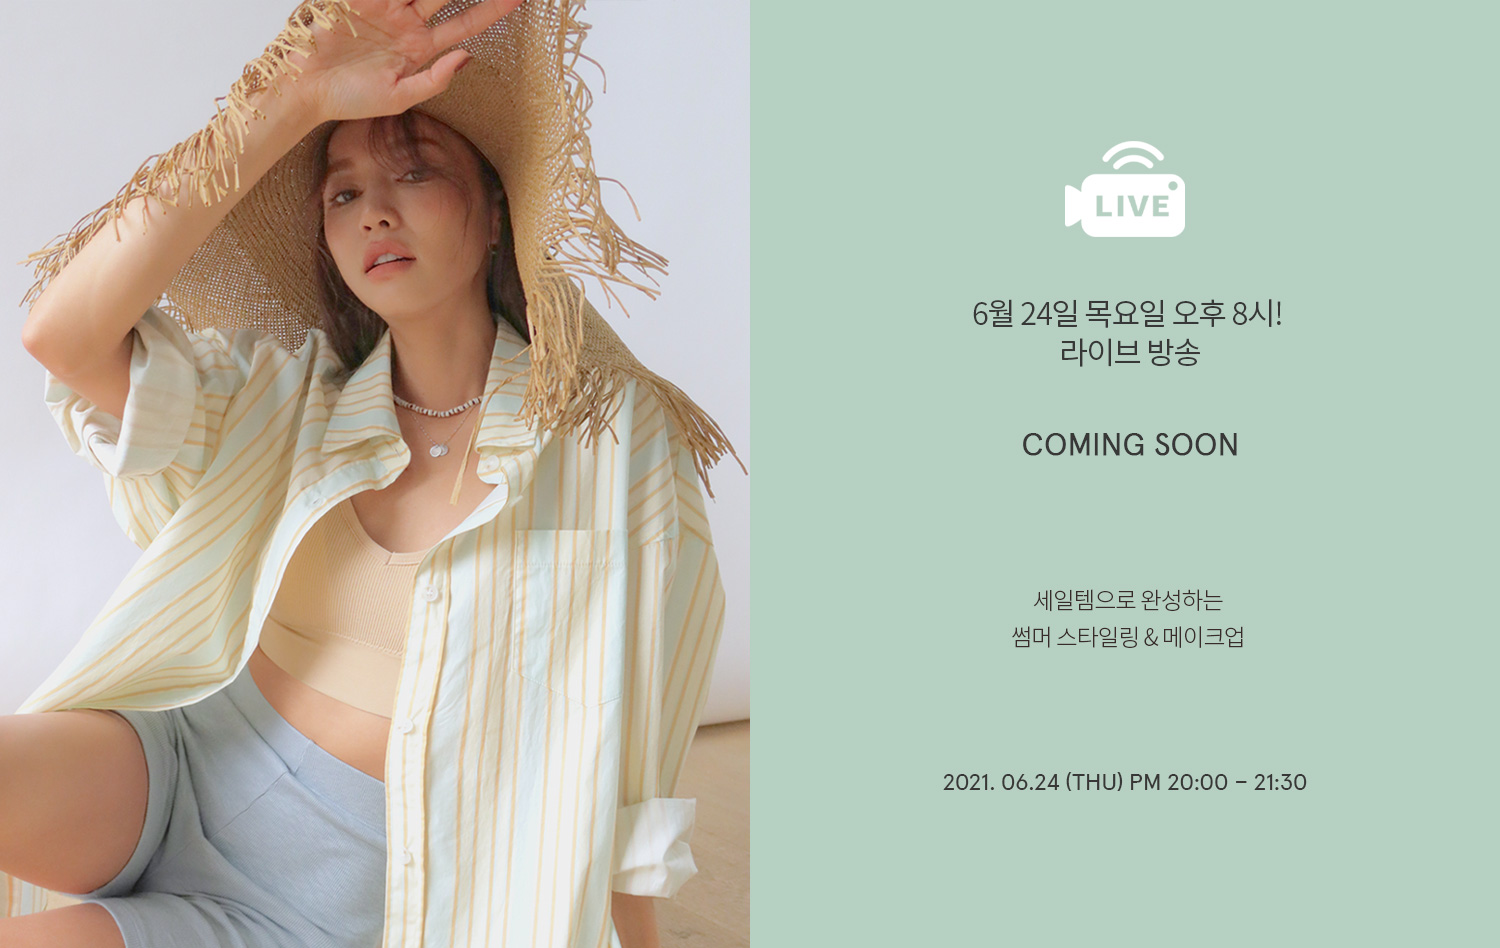 LIVE
6월 24일 목요일 오후 8시!
라이브 방송
COMING SOON
세일템으로 완성하는
썸머 스타일링 & 메이크업
2021. 06.24 (THU) PM 20:00 – 21:30